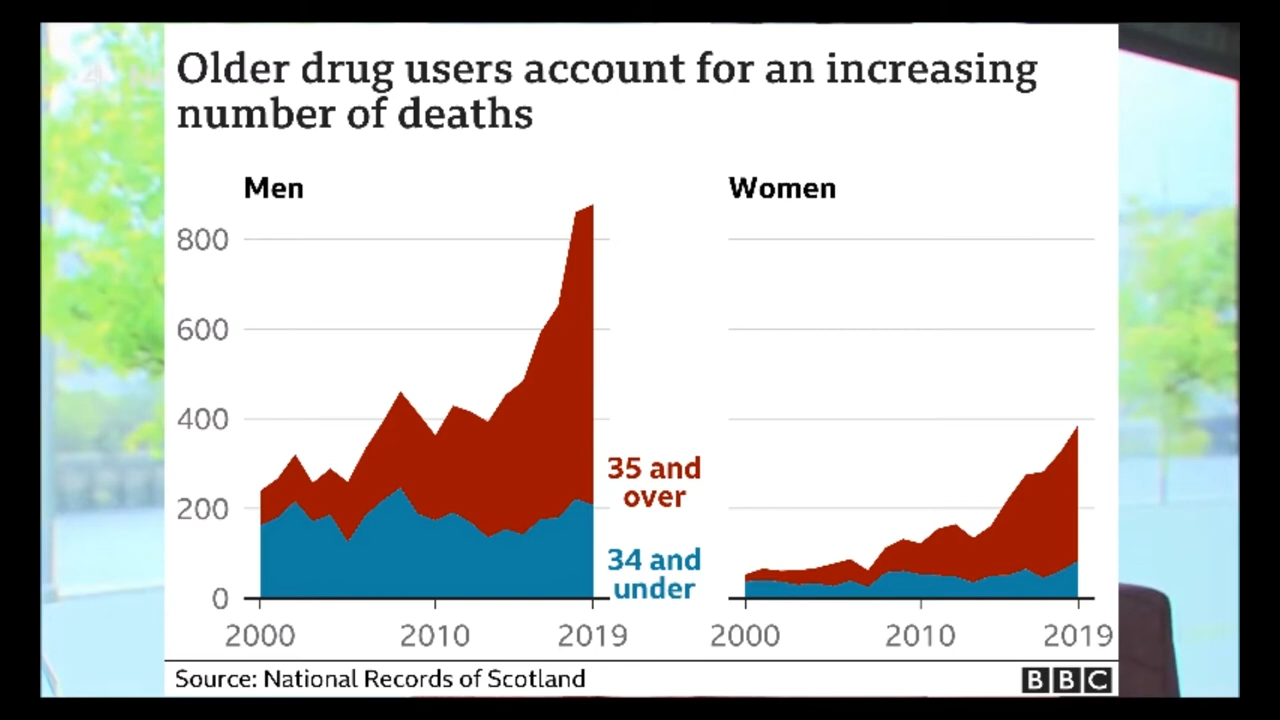 Older drug users account for an increasing
number of deaths
Men
Women
800
600
400
200
0
35 and
over
34 and
under
2000
2010
2019
2000
2010
2019
Source: National Records of Scotland
BBC